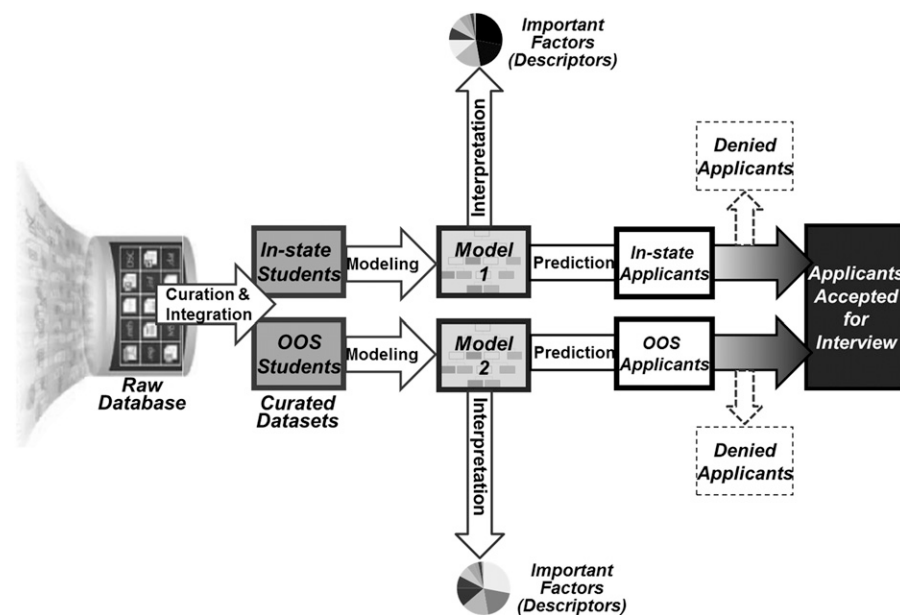 Important
Factors
(Descriptors)
Interpretation
Denied
Applicants
In-state
Students
Modeling
Model
1
Prediction
In-state
Applicants
Curation &
Integration
Applicants
Accepted
for
Interview
OOS
Students
Modeling
Model
2
Prediction
OOS
Applicants
Raw
Database
Curated
Datasets
Interpretation
Denied
Applicants
Important
Factors
(Descriptors)